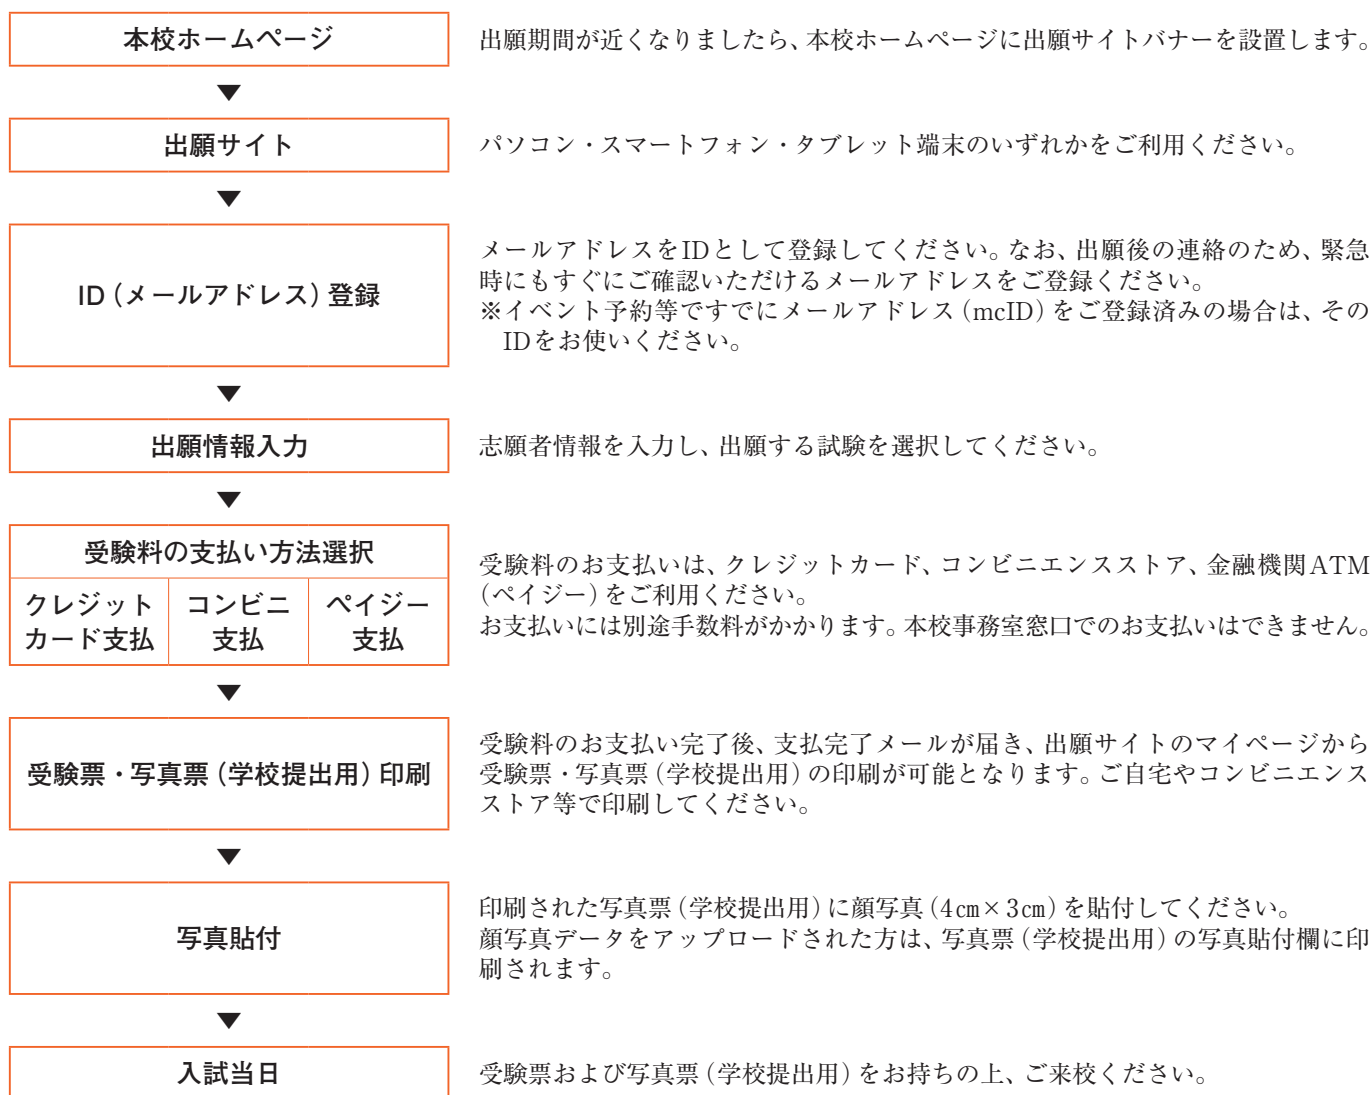 本校ホームページ
出願期間が近くなりましたら、本校ホームページに出願サイトバナーを設置します。
▼
出願サイト
パソコン・スマートフォン・タブレット端末のいずれかをご利用ください。
▼
ID（メールアドレス）登録
メールアドレスをIDとして登録してください。なお、出願後の連絡のため、緊急
時にもすぐにご確認いただけるメールアドレスをご登録ください。
※イベント予約等ですでにメールアドレス（mcID）をご登録済みの場合は、その
IDをお使いください。
▼
出願情報入力
志願者情報を入力し、出願する試験を選択してください。
▼
受験料の支払い方法選択
クレジット
カード支払
コンビニ
支払
ペイジー
支払
受験料のお支払いは、クレジットカード、コンビニエンスストア、金融機関ATM
（ペイジー）をご利用ください。
お支払いには別途手数料がかかります。本校事務室窓口でのお支払いはできません。
▼
受験票・写真票（学校提出用）印刷
受験料のお支払い完了後、支払完了メールが届き、出願サイトのマイページから
受験票・写真票（学校提出用）の印刷が可能となります。ご自宅やコンビニエンス
ストア等で印刷してください。
▼
写真貼付
印刷された写真票（学校提出用）に顔写真（4㎝×3㎝）を貼付してください。
顔写真データをアップロードされた方は、写真票（学校提出用）の写真貼付欄に印
刷されます。
▼
入試当日
受験票および写真票（学校提出用）をお持ちの上、ご来校ください。